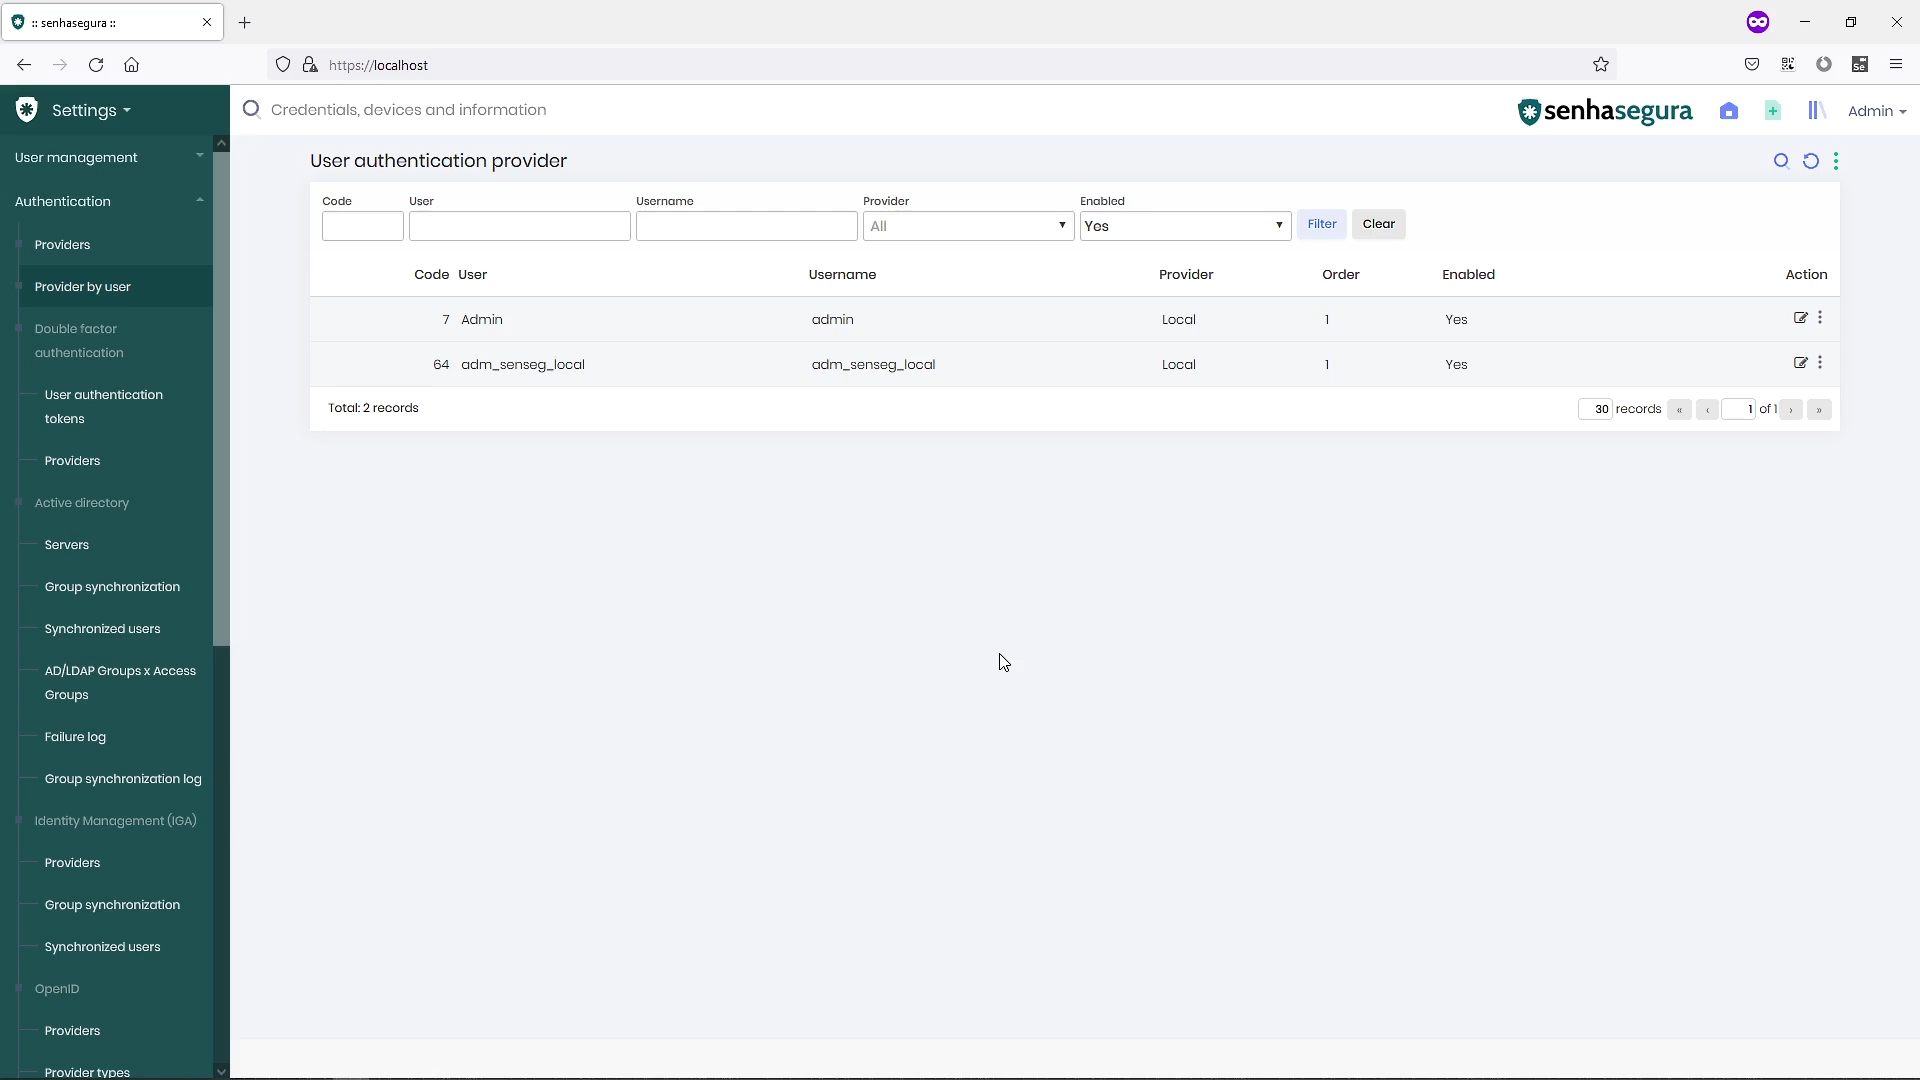 :: senhasegura ::
https://localhost
Settings
Credentials, devices and information
senhasegura
Admin
User management
Authentication
Providers
Provider by user
Double factor
authentication
User authentication
tokens
Providers
Active directory
Servers
Group synchronization
Synchronized users
AD/LDAP Groups x Access
Groups
Failure log
Group synchronization log
Identity Management (IGA)
Providers
Group synchronization
Synchronized users
OpenID
Providers
Provider types
User authentication provider
Code User Username Provider Enabled
All Yes Filter Clear
Code User Username Provider Order Enabled Action
7 Admin admin Local 1 Yes
64 adm_senseg_local adm_senseg_local Local 1 Yes
Total: 2 records
30 records « ‹ 1 of 1 › »
Se